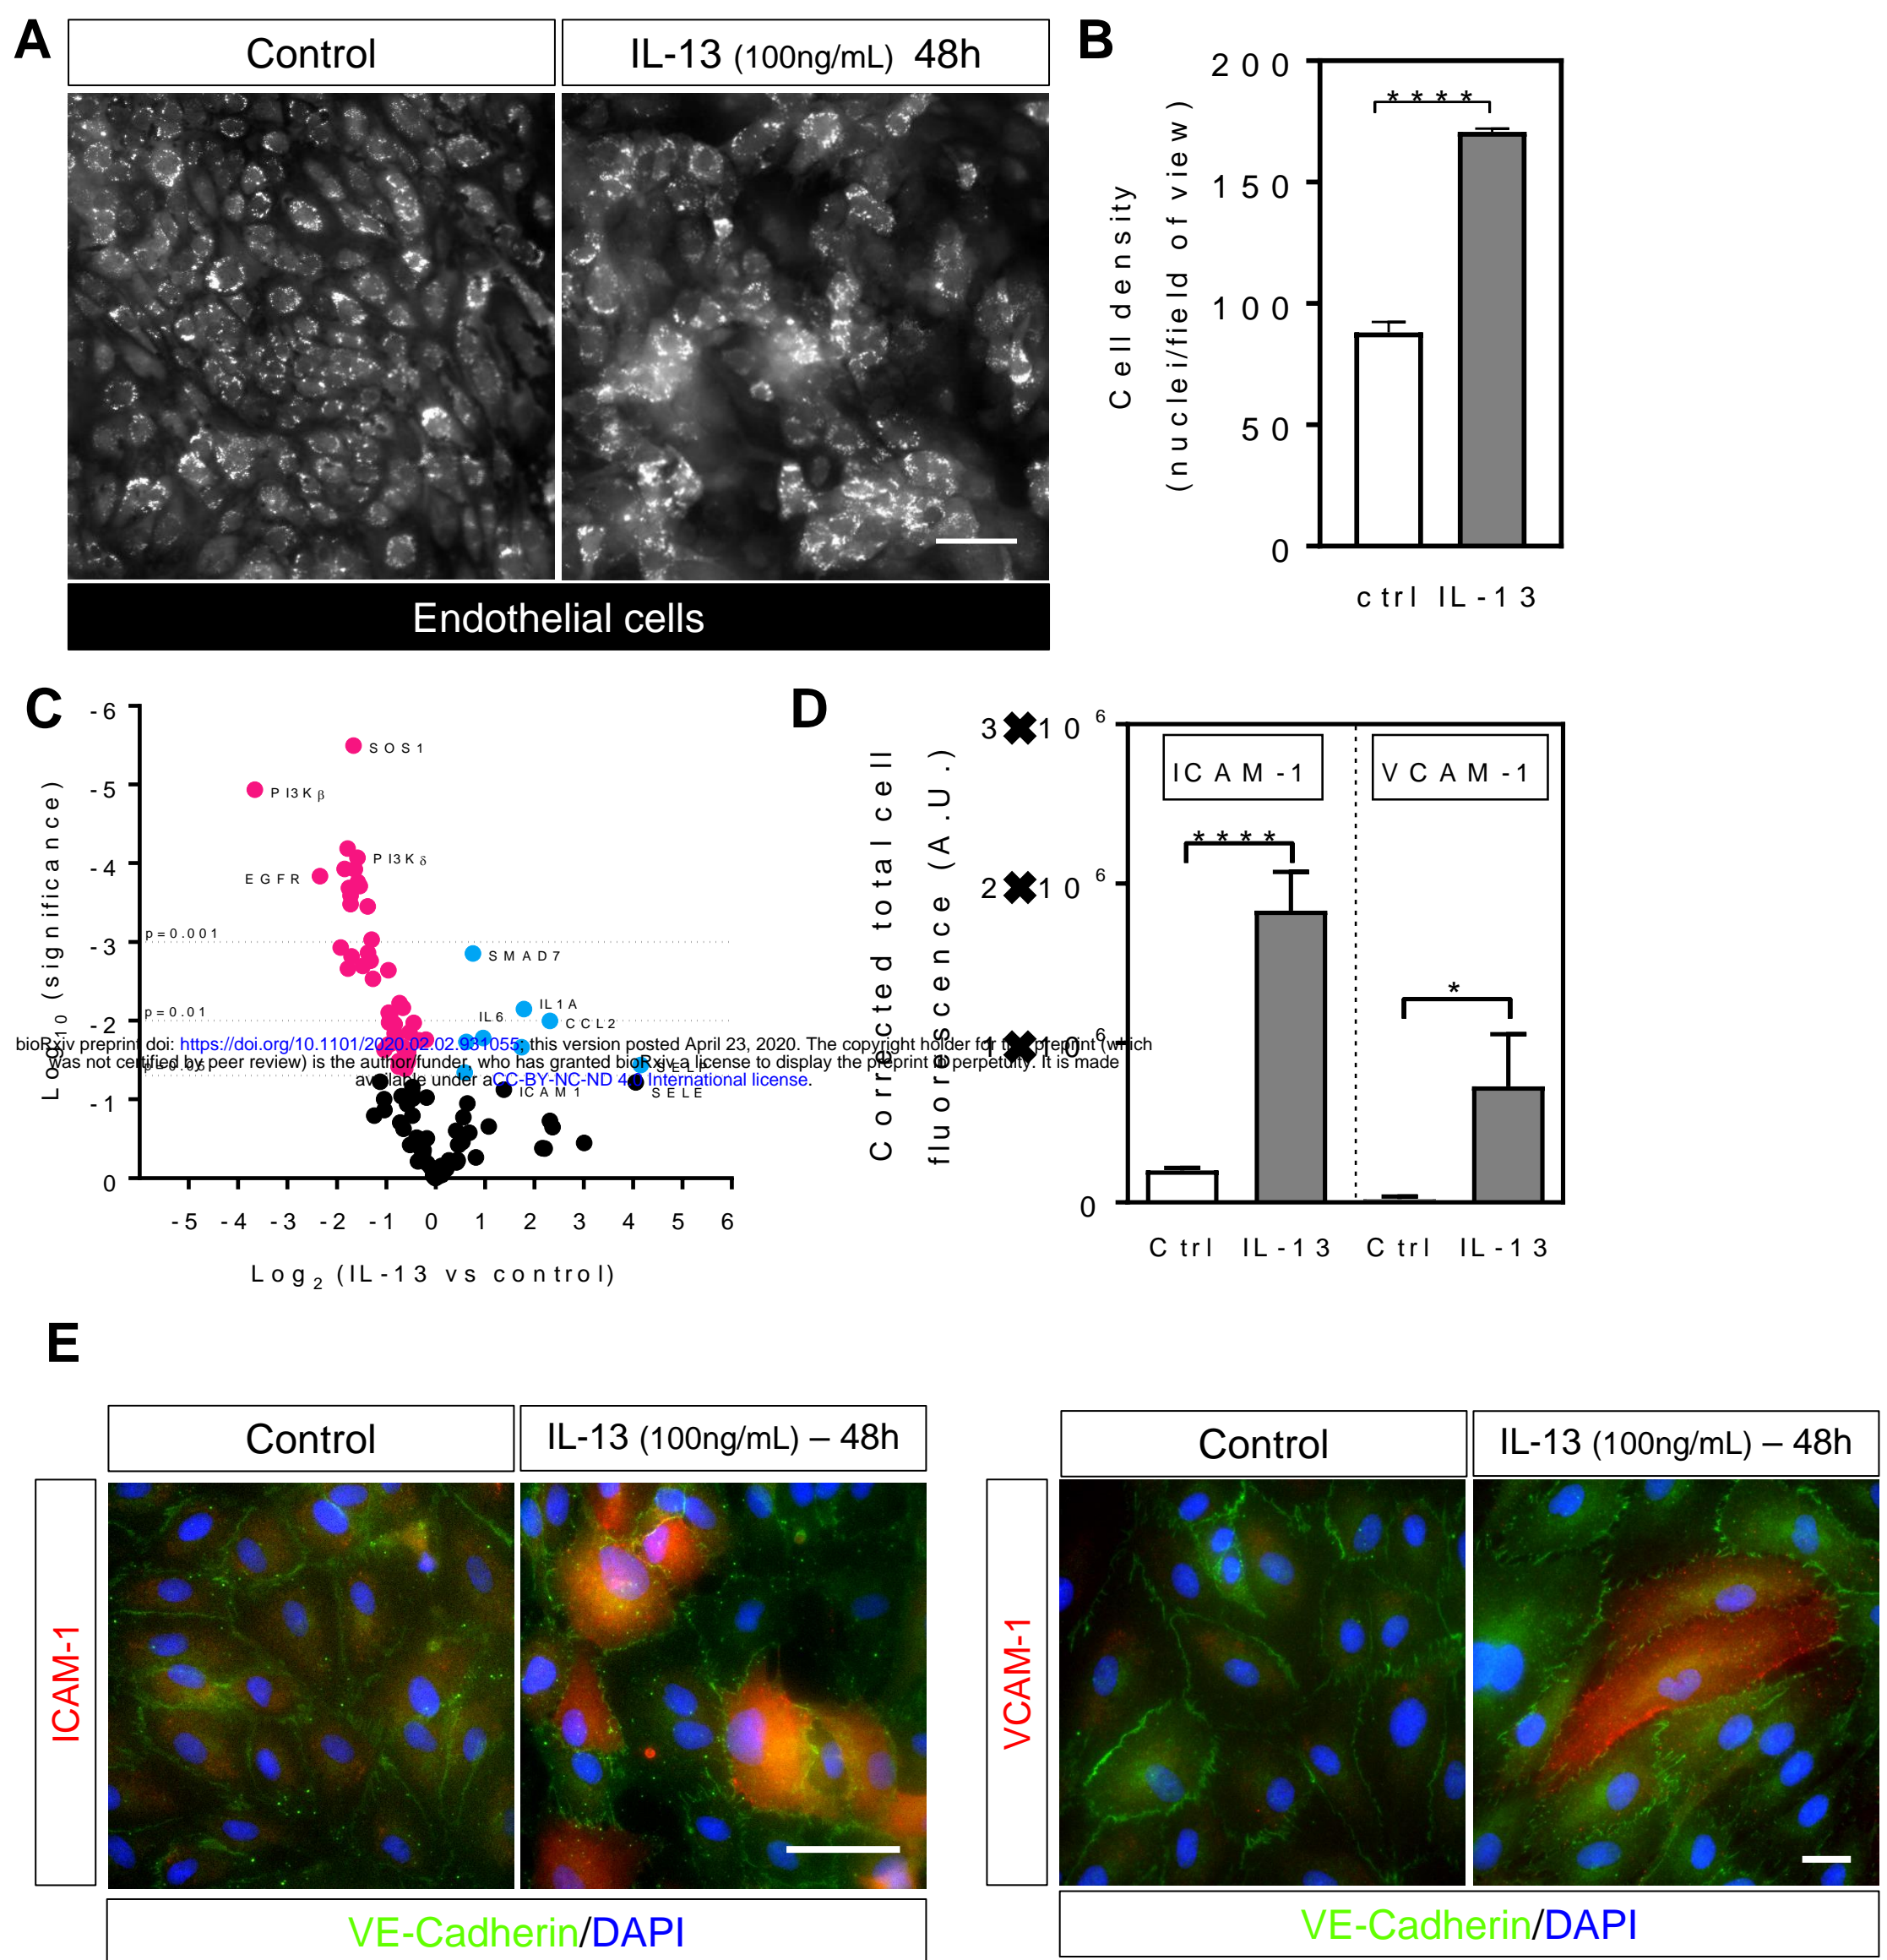 A
Control
IL-13 (100ng/mL) 48h
Endothelial cells
B
Cell density
(nuclei/field of view)
200
150
100
50
0
****
ctrl IL-13
C
Log10 (significance)
-6
-5
-4
-3
-2
-1
0
SOS1
PI3Kβ
PI3Kδ
EGFR
p=0.001
SMAD7
p=0.01
IL1A
IL6
CCL2
p=0.05
SELP
ICAM1
SELE
-5 -4 -3 -2 -1 0 1 2 3 4 5 6
Log2 (IL-13 vs control)
D
Corrected total cell
fluorescence (A.U.)
3✖10 6
2✖10 6
1✖10 6
0
ICAM-1
VCAM-1
****
*
Ctrl IL-13 Ctrl IL-13
bioRxiv preprint doi: https://doi.org/10.1101/2020.02.02.931055; this version posted April 23, 2020. The copyright holder for this preprint (which
was not certified by peer review) is the author/funder, who has granted bioRxiv a license to display the preprint in perpetuity. It is made
available under aCC-BY-NC-ND 4.0 International license.
E
Control
IL-13 (100ng/mL) – 48h
ICAM-1
VE-Cadherin/DAPI
Control
IL-13 (100ng/mL) – 48h
VCAM-1
VE-Cadherin/DAPI